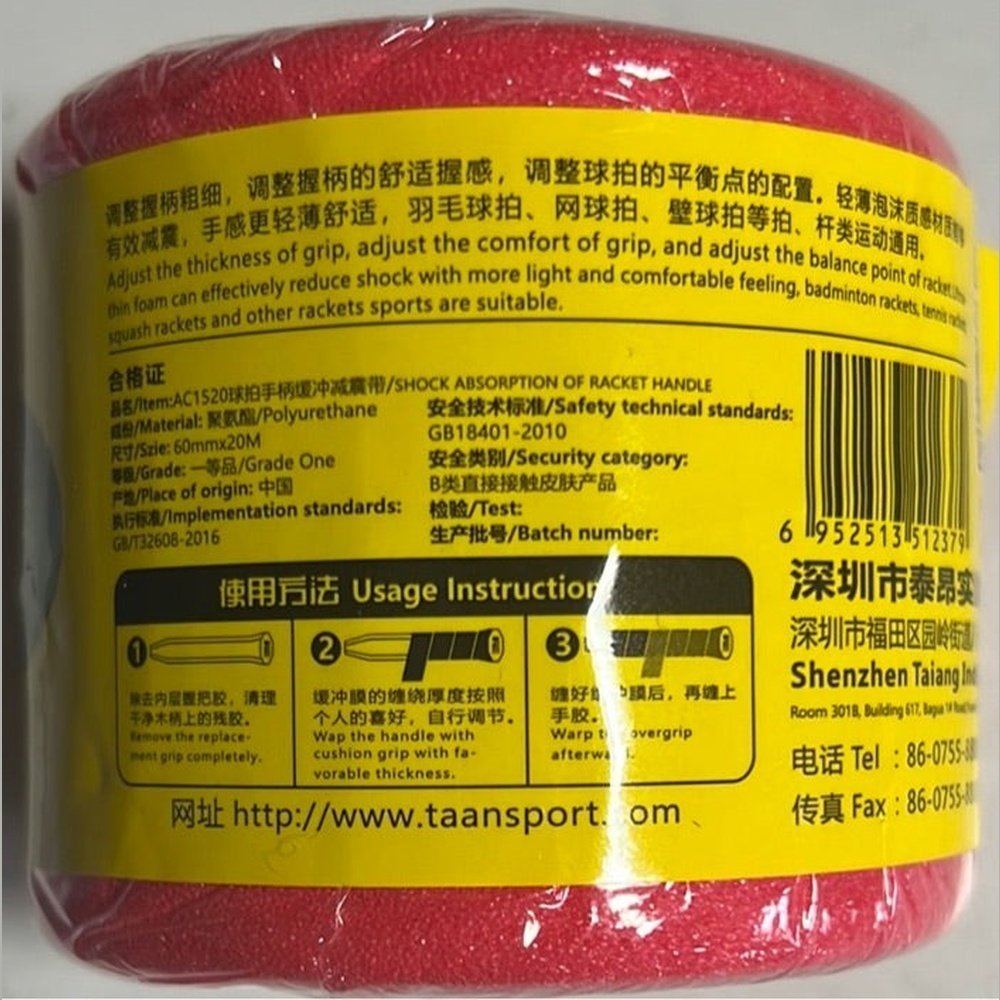 调整握柄粗细，调整握柄的舒适握感，调整球拍的平衡点的配置。轻薄泡沫质感材质
有效减震，手感更轻薄舒适，羽毛球拍、网球拍、壁球拍等拍、杆类运动通用。
Adjust the thickness of grip, adjust the comfort of grip, and adjust the balance point of racket.
thin foam can effectively reduce shock with more light and comfortable feeling, badminton rackets, tennis
squash rackets and other rackets sports are suitable.
合格证
品名/Item:AC1520球拍手柄缓冲减震带/SHOCK ABSORPTION OF RACKET HANDLE
成份/Material: 聚氨酯/Polyurethane
尺寸/Szie: 60mmx20M
等级/Grade: 一等品/Grade One
产地/Place of origin: 中国
执行标准/Implementation standards:
GB/T32608-2016
安全技术标准/Safety technical standards:
GB18401-2010
安全类别/Security category:
B类直接接触皮肤产品
检验/Test:
生产批号/Batch number:
6 952513 512379
使用方法 Usage Instruction
1
除去内层握把胶，清理
干净木柄上的残胶。
Remove the replace-
ment grip completely.
2
缓冲膜的缠绕厚度按照
个人的喜好，自行调节。
Wap the handle with
cushion grip with fa-
vorable thickness.
3
缠好缓冲膜后，再缠上
手胶。
Warp overgrip
afterward.
网址 http://www.taansport.com
深圳市泰昂实
深圳市福田区园岭街道
Shenzhen Taiang
Room 301B, Building 617, Bagua 1# Road
电话 Tel : 86-0755-
传真 Fax : 86-0755-